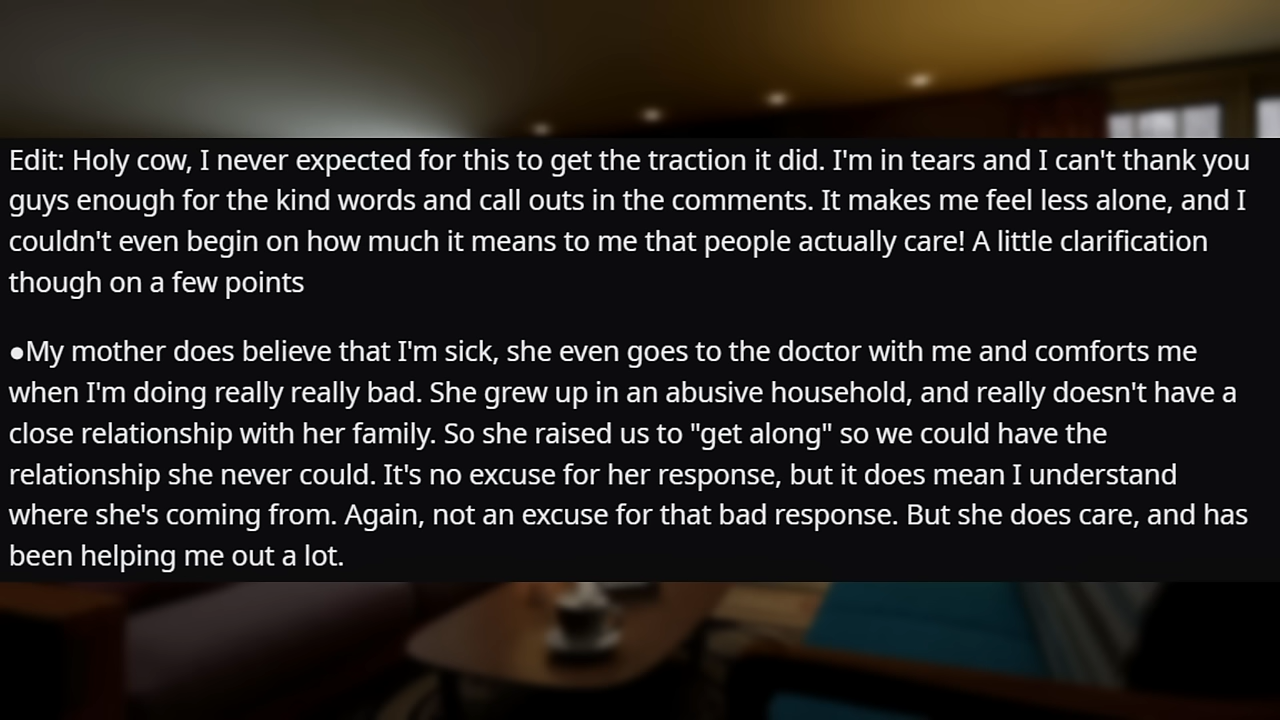 Edit: Holy cow, I never expected for this to get the traction it did. I'm in tears and I can't thank you
guys enough for the kind words and call outs in the comments. It makes me feel less alone, and I
couldn't even begin on how much it means to me that people actually care! A little clarification
though on a few points
●My mother does believe that I'm sick, she even goes to the doctor with me and comforts me
when I'm doing really really bad. She grew up in an abusive household, and really doesn't have a
close relationship with her family. So she raised us to "get along" so we could have the
relationship she never could. It's no excuse for her response, but it does mean I understand
where she's coming from. Again, not an excuse for that bad response. But she does care, and has
been helping me out a lot.